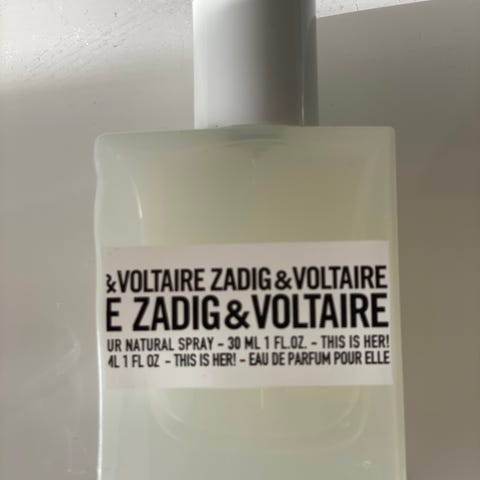 &VOLTAIRE ZADIG&VOLTAIRE
E ZADIG&VOLTAIRE
UR NATURAL SPRAY - 30 ML 1 FL.OZ. - THIS IS HER!
ML 1 FL OZ - THIS IS HER! - EAU DE PARFUM POUR ELLE